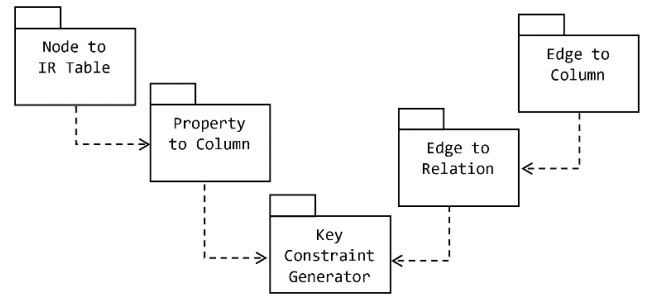 Node to
IR Table
Property
to Column
Key
Constraint
Generator
Edge to
Relation
Edge to
Column